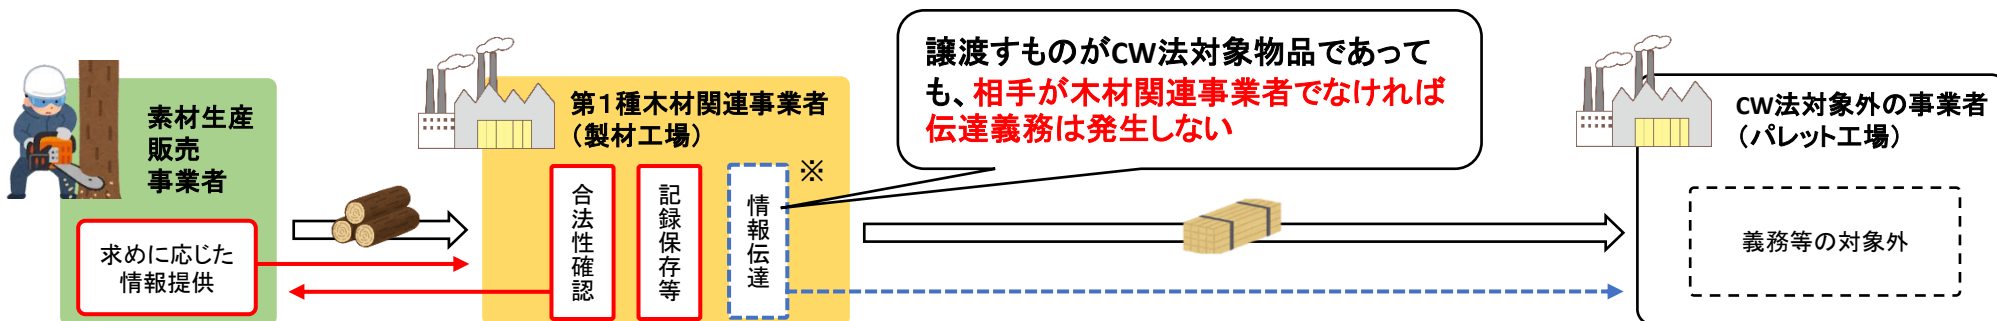 素材生産
販売
事業者
求めに応じた
情報提供
第1種木材関連事業者
（製材工場）
合法性確認
記録保存等
情報伝達
※
譲渡すものがCW法対象物品であって
も、相手が木材関連事業者でなければ
伝達義務は発生しない
CW法対象外の事業者
（パレット工場）
義務等の対象外